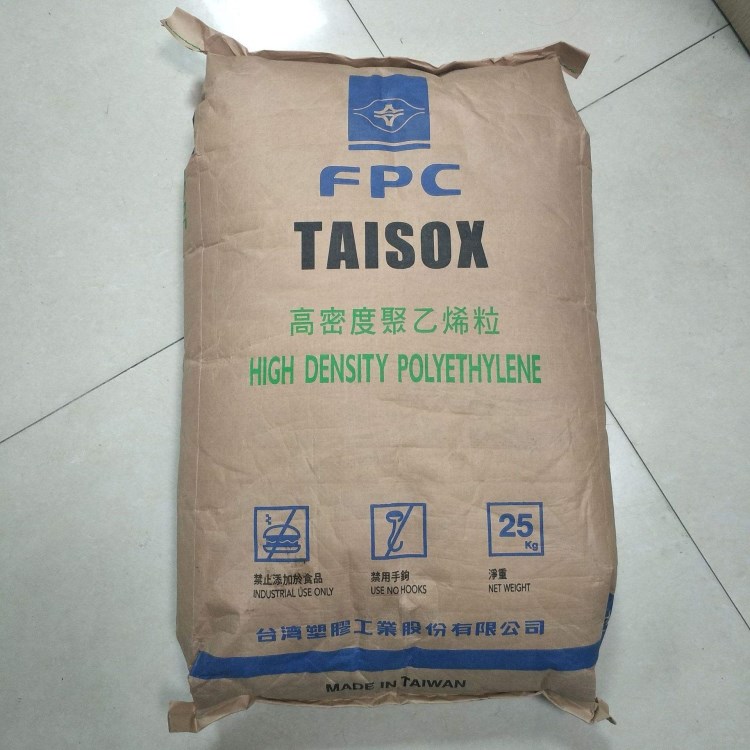 FPC
TAISOX
高密度聚乙烯粒
HIGH DENSITY POLYETHYLENE
25
Kg
禁止添加於食品
INDUSTRIAL USE ONLY
禁用手鉤
USE NO HOOKS
淨重
NET WEIGHT
台湾塑膠工業股份有限公司
MADE IN TAIWAN